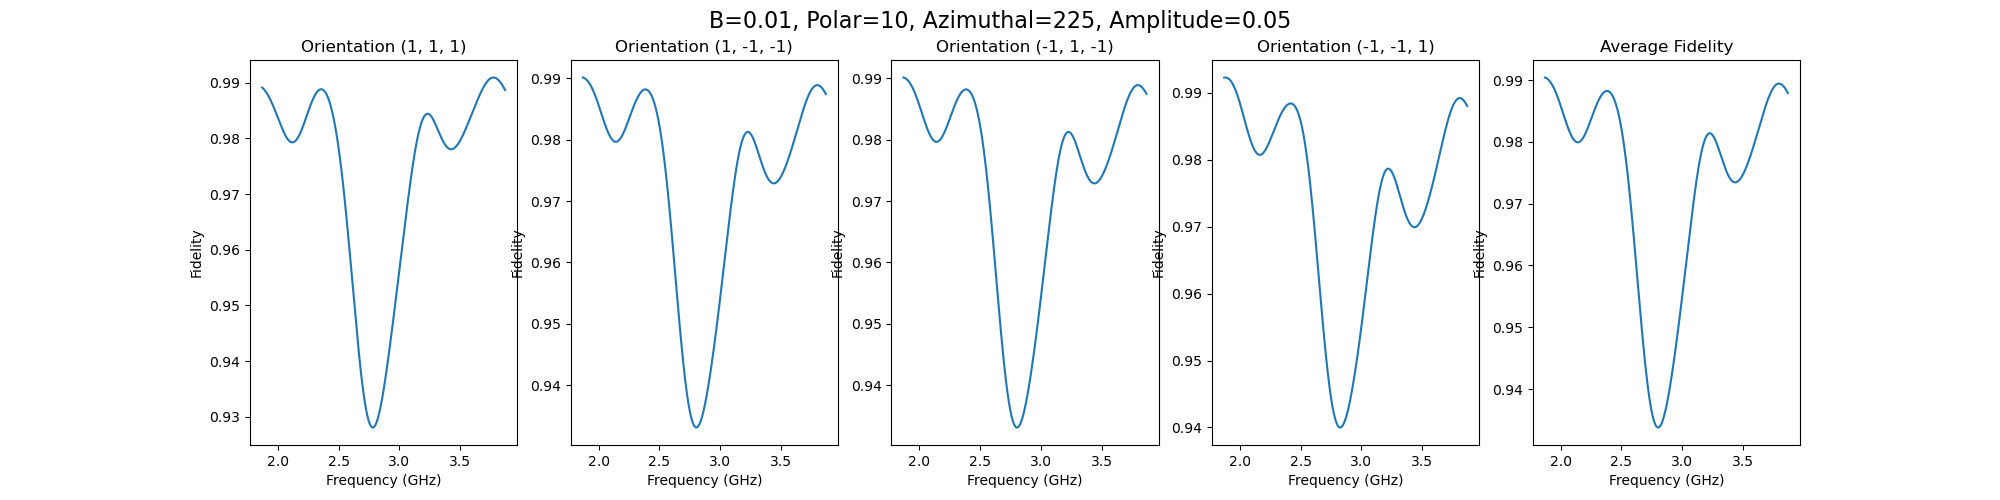 B=0.01, Polar=10, Azimuthal=225, Amplitude=0.05
Orientation (1, 1, 1)
Fidelity
0.99
0.98
0.97
0.96
0.95
0.94
0.93
2.0 2.5 3.0 3.5
Frequency (GHz)
Orientation (1, -1, -1)
Fidelity
0.99
0.98
0.97
0.96
0.95
0.94
2.0 2.5 3.0 3.5
Frequency (GHz)
Orientation (-1, 1, -1)
Fidelity
0.99
0.98
0.97
0.96
0.95
0.94
2.0 2.5 3.0 3.5
Frequency (GHz)
Orientation (-1, -1, 1)
Fidelity
0.99
0.98
0.97
0.96
0.95
0.94
2.0 2.5 3.0 3.5
Frequency (GHz)
Average Fidelity
Fidelity
0.99
0.98
0.97
0.96
0.95
0.94
2.0 2.5 3.0 3.5
Frequency (GHz)